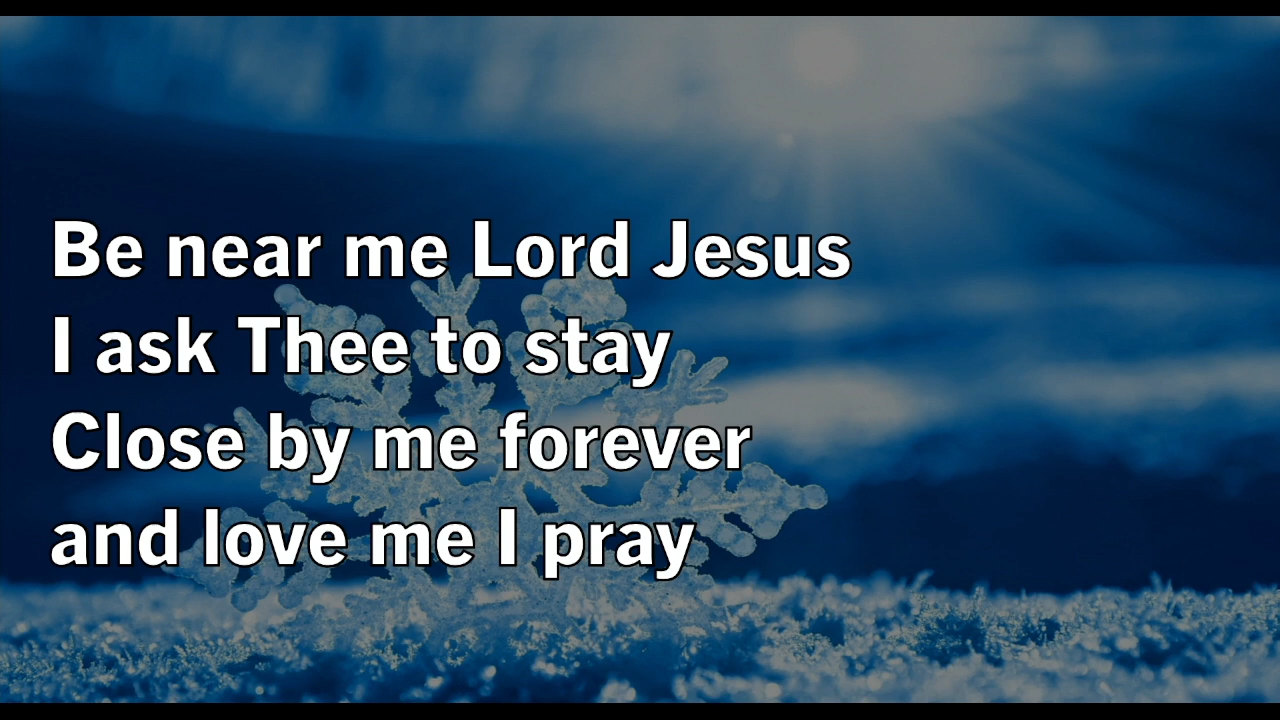 Be near me Lord Jesus
I ask Thee to stay
Close by me forever
and love me I pray